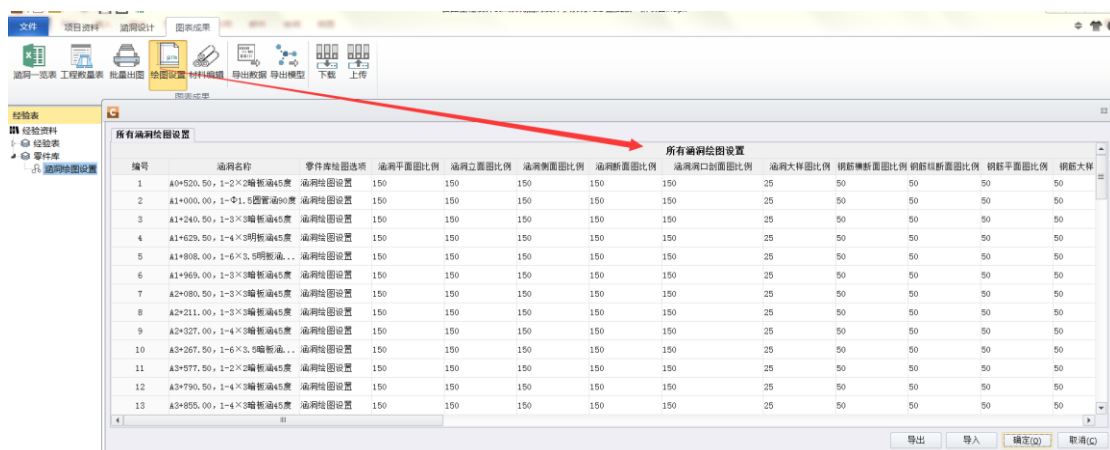 文件 项目资料 涵洞设计 图表成果
涵洞一览表 工程数量表 批量出图 绘图设置 材料编辑 导出数据 导出模型 下载 上传
图表成果
经验表
经验资料
经验表
零件库
涵洞绘图设置
所有涵洞绘图设置
所有涵洞绘图设置
编号 涵洞名称 零件库绘图选项 涵洞平面图比例 涵洞立面图比例 涵洞侧面图比例 涵洞断面图比例 涵洞洞口剖面图比例 涵洞大样图比例 钢筋横断面图比例 钢筋纵断面图比例 钢筋平面图比例 钢筋大样
1 A0+520.50,1-2×2暗板涵45度 涵洞绘图设置 150 150 150 150 150 25 50 50 50 50
2 A1+000.00,1-Φ1.5圆管涵90度 涵洞绘图设置 150 150 150 150 150 25 50 50 50 50
3 A1+240.50,1-3×3暗板涵45度 涵洞绘图设置 150 150 150 150 150 25 50 50 50 50
4 A1+629.50,1-4×3明板涵45度 涵洞绘图设置 150 150 150 150 150 25 50 50 50 50
5 A1+808.00,1-6×3.5明板涵... 涵洞绘图设置 150 150 150 150 150 25 50 50 50 50
6 A1+969.00,1-3×3暗板涵45度 涵洞绘图设置 150 150 150 150 150 25 50 50 50 50
7 A2+080.50,1-3×3暗板涵45度 涵洞绘图设置 150 150 150 150 150 25 50 50 50 50
8 A2+211.00,1-3×3暗板涵45度 涵洞绘图设置 150 150 150 150 150 25 50 50 50 50
9 A2+327.00,1-4×3暗板涵45度 涵洞绘图设置 150 150 150 150 150 25 50 50 50 50
10 A3+267.50,1-6×3.5暗板涵... 涵洞绘图设置 150 150 150 150 150 25 50 50 50 50
11 A3+577.50,1-2×2暗板涵45度 涵洞绘图设置 150 150 150 150 150 25 50 50 50 50
12 A3+790.50,1-4×3暗板涵45度 涵洞绘图设置 150 150 150 150 150 25 50 50 50 50
13 A3+855.00,1-4×3暗板涵45度 涵洞绘图设置 150 150 150 150 150 25 50 50 50 50
导出 导入 确定(O) 取消(C)